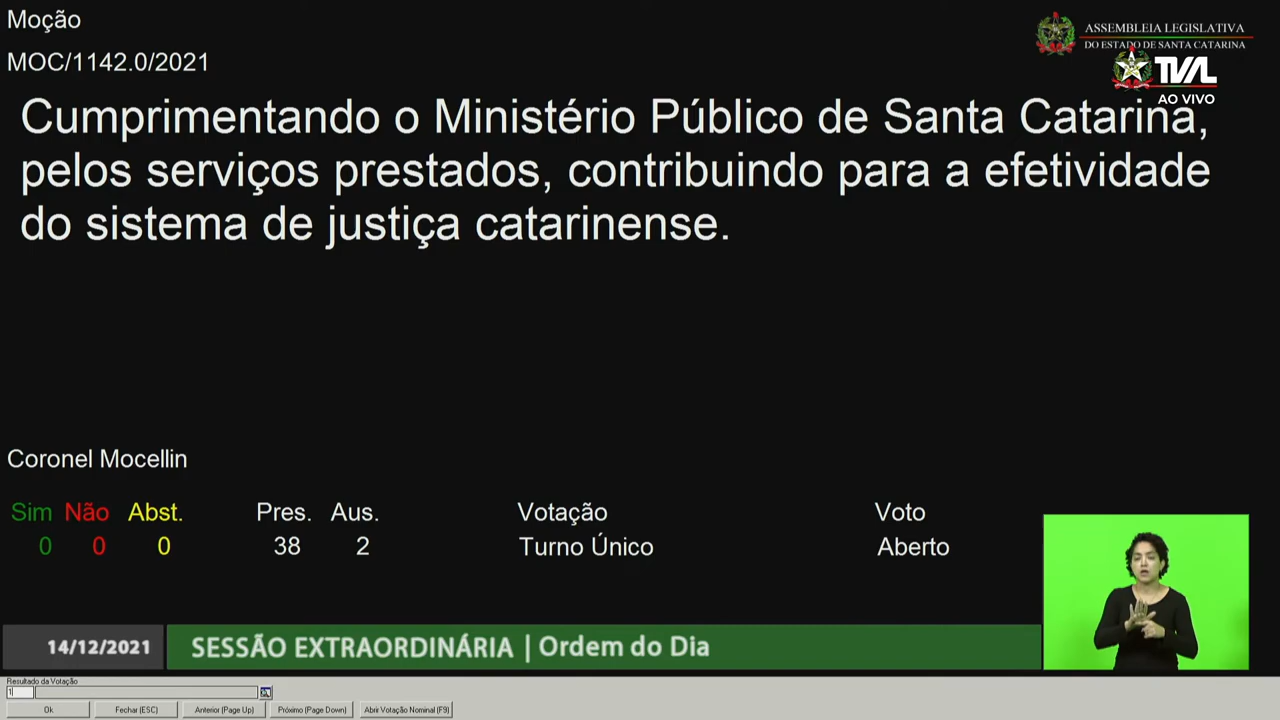 Moção
MOC/1142.0/2021
ASSEMBLEIA LEGISLATIVA
DO ESTADO DE SANTA CATARINA
TVAL
AO VIVO
Cumprimentando o Ministério Público de Santa Catarina,
pelos serviços prestados, contribuindo para a efetividade
do sistema de justiça catarinense.
Coronel Mocellin
Sim Não Abst. Pres. Aus. Votação Voto
0 0 0 38 2 Turno Único Aberto
14/12/2021 SESSÃO EXTRAORDINÁRIA | Ordem do Dia
Resultado da Votação
1
Ok Fechar (ESC) Anterior (Page Up) Próximo (Page Down) Abrir Votação Nominal (F9)